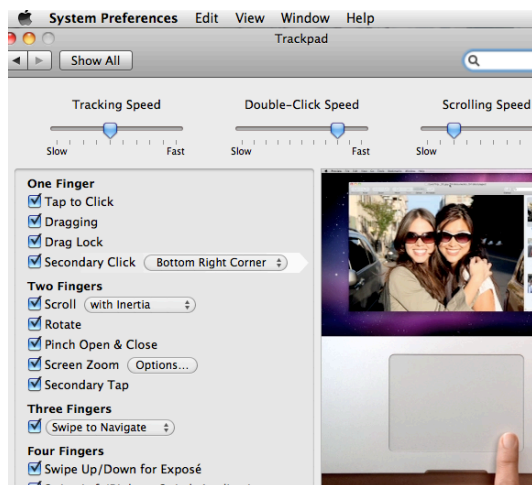 System Preferences Edit View Window Help
Trackpad
Show All
Tracking Speed Double-Click Speed Scrolling Speed
Slow Fast Slow Fast Slow
One Finger
Tap to Click
Dragging
Drag Lock
Secondary Click Bottom Right Corner
Two Fingers
Scroll with Inertia
Rotate
Pinch Open & Close
Screen Zoom Options...
Secondary Tap
Three Fingers
Swipe to Navigate
Four Fingers
Swipe Up/Down for Exposé